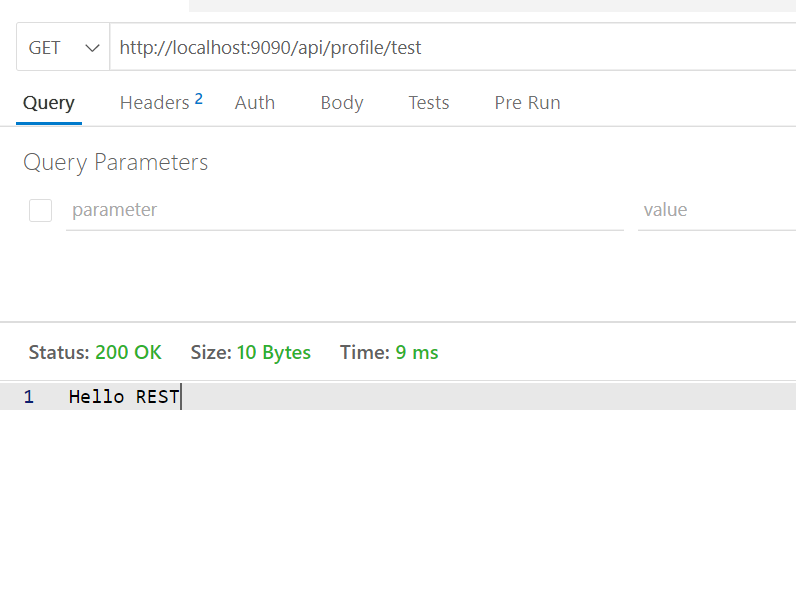 GET http://localhost:9090/api/profile/test
Query Headers 2 Auth Body Tests Pre Run
Query Parameters
parameter value
Status: 200 OK Size: 10 Bytes Time: 9 ms
1 Hello REST